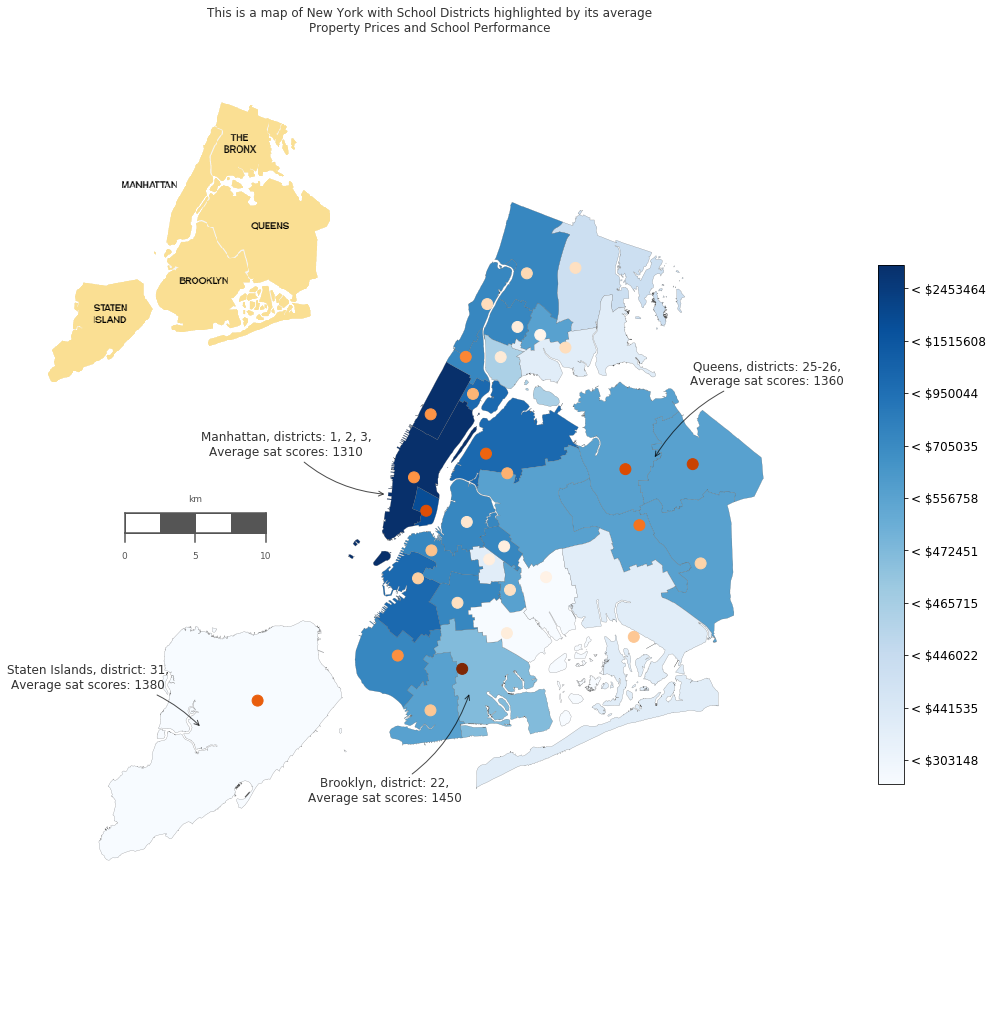 This is a map of New York with School Districts highlighted by its average
Property Prices and School Performance
THE
BRONX
MANHATTAN
QUEENS
BROOKLYN
STATEN
ISLAND
Queens, districts: 25-26,
Average sat scores: 1360
Manhattan, districts: 1, 2, 3,
Average sat scores: 1310
km
0 5 10
Staten Islands, district: 31,
Average sat scores: 1380
Brooklyn, district: 22,
Average sat scores: 1450
< $2453464
< $1515608
< $950044
< $705035
< $556758
< $472451
< $465715
< $446022
< $441535
< $303148